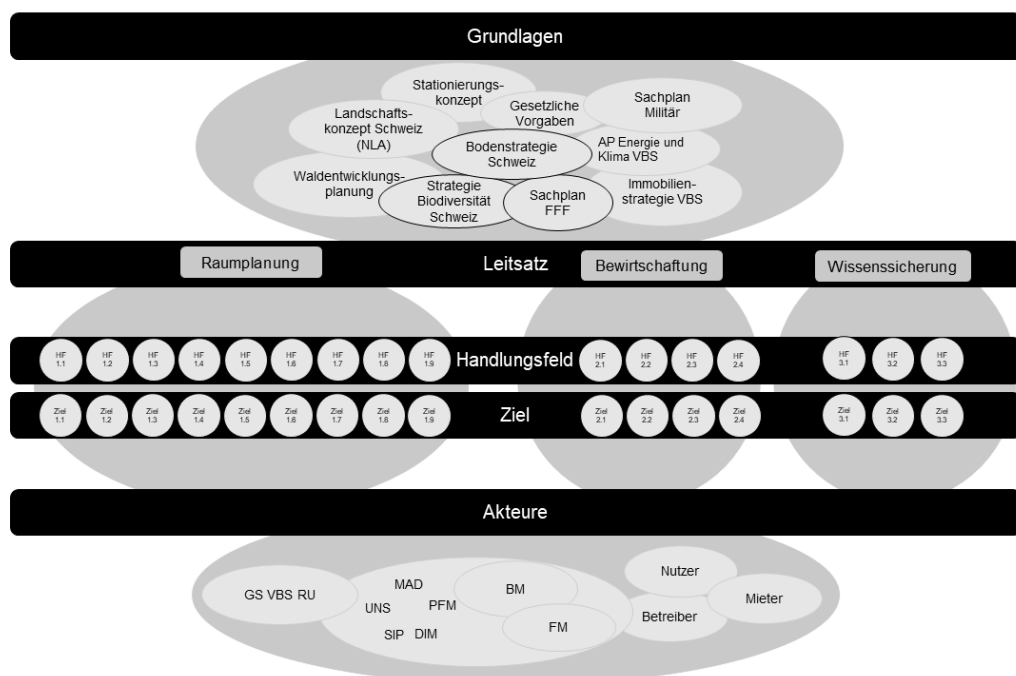 Grundlagen
Stationierungs-
konzept
Gesetzliche
Vorgaben
Sachplan
Militär
Landschafts-
konzept Schweiz
(NLA)
Bodenstrategie
Schweiz
AP Energie und
Klima VBS
Waldentwicklungs-
planung
Strategie
Biodiversität
Schweiz
Sachplan
FFF
Immobilien-
strategie VBS
Raumplanung
Leitsatz
Bewirtschaftung
Wissenssicherung
HF
1.1
HF
1.2
HF
1.3
HF
1.4
HF
1.5
HF
1.6
HF
1.7
HF
1.8
HF
1.9
Handlungsfeld
HF
2.1
HF
2.2
HF
2.3
HF
2.4
HF
3.1
HF
3.2
HF
3.3
Ziel
1.1
Ziel
1.2
Ziel
1.3
Ziel
1.4
Ziel
1.5
Ziel
1.6
Ziel
1.7
Ziel
1.8
Ziel
1.9
Ziel
Ziel
2.1
Ziel
2.2
Ziel
2.3
Ziel
2.4
Ziel
3.1
Ziel
3.2
Ziel
3.3
Akteure
GS VBS RU
MAD
UNS
PFM
SIP
DIM
BM
FM
Nutzer
Betreiber
Mieter